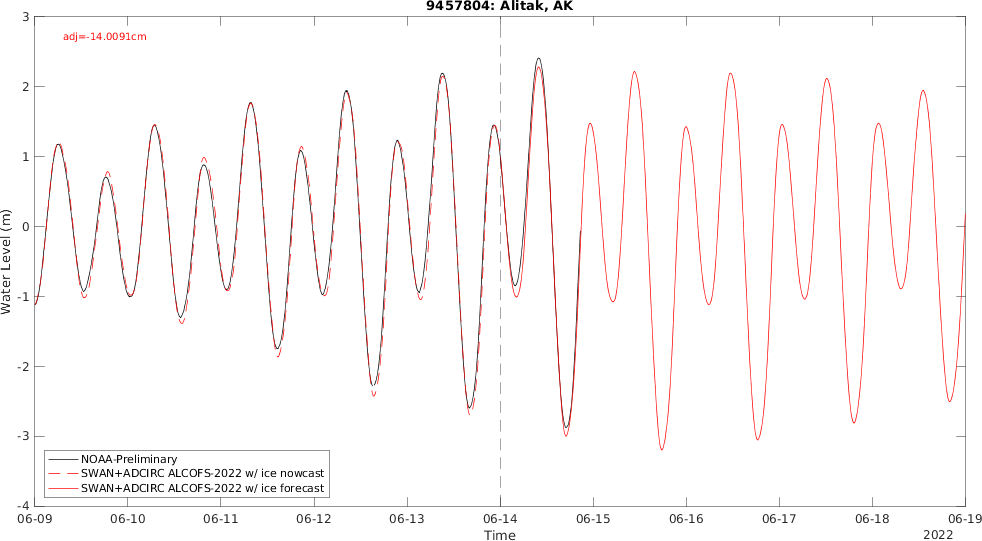 9457804: Alitak, AK
adj=-14.0091cm
3
2
1
0
-1
-2
-3
-4
Water Level (m)
NOAA-Preliminary
SWAN+ADCIRC ALCOFS-2022 w/ ice nowcast
SWAN+ADCIRC ALCOFS-2022 w/ ice forecast
06-09 06-10 06-11 06-12 06-13 06-14 06-15 06-16 06-17 06-18 06-19
Time
2022